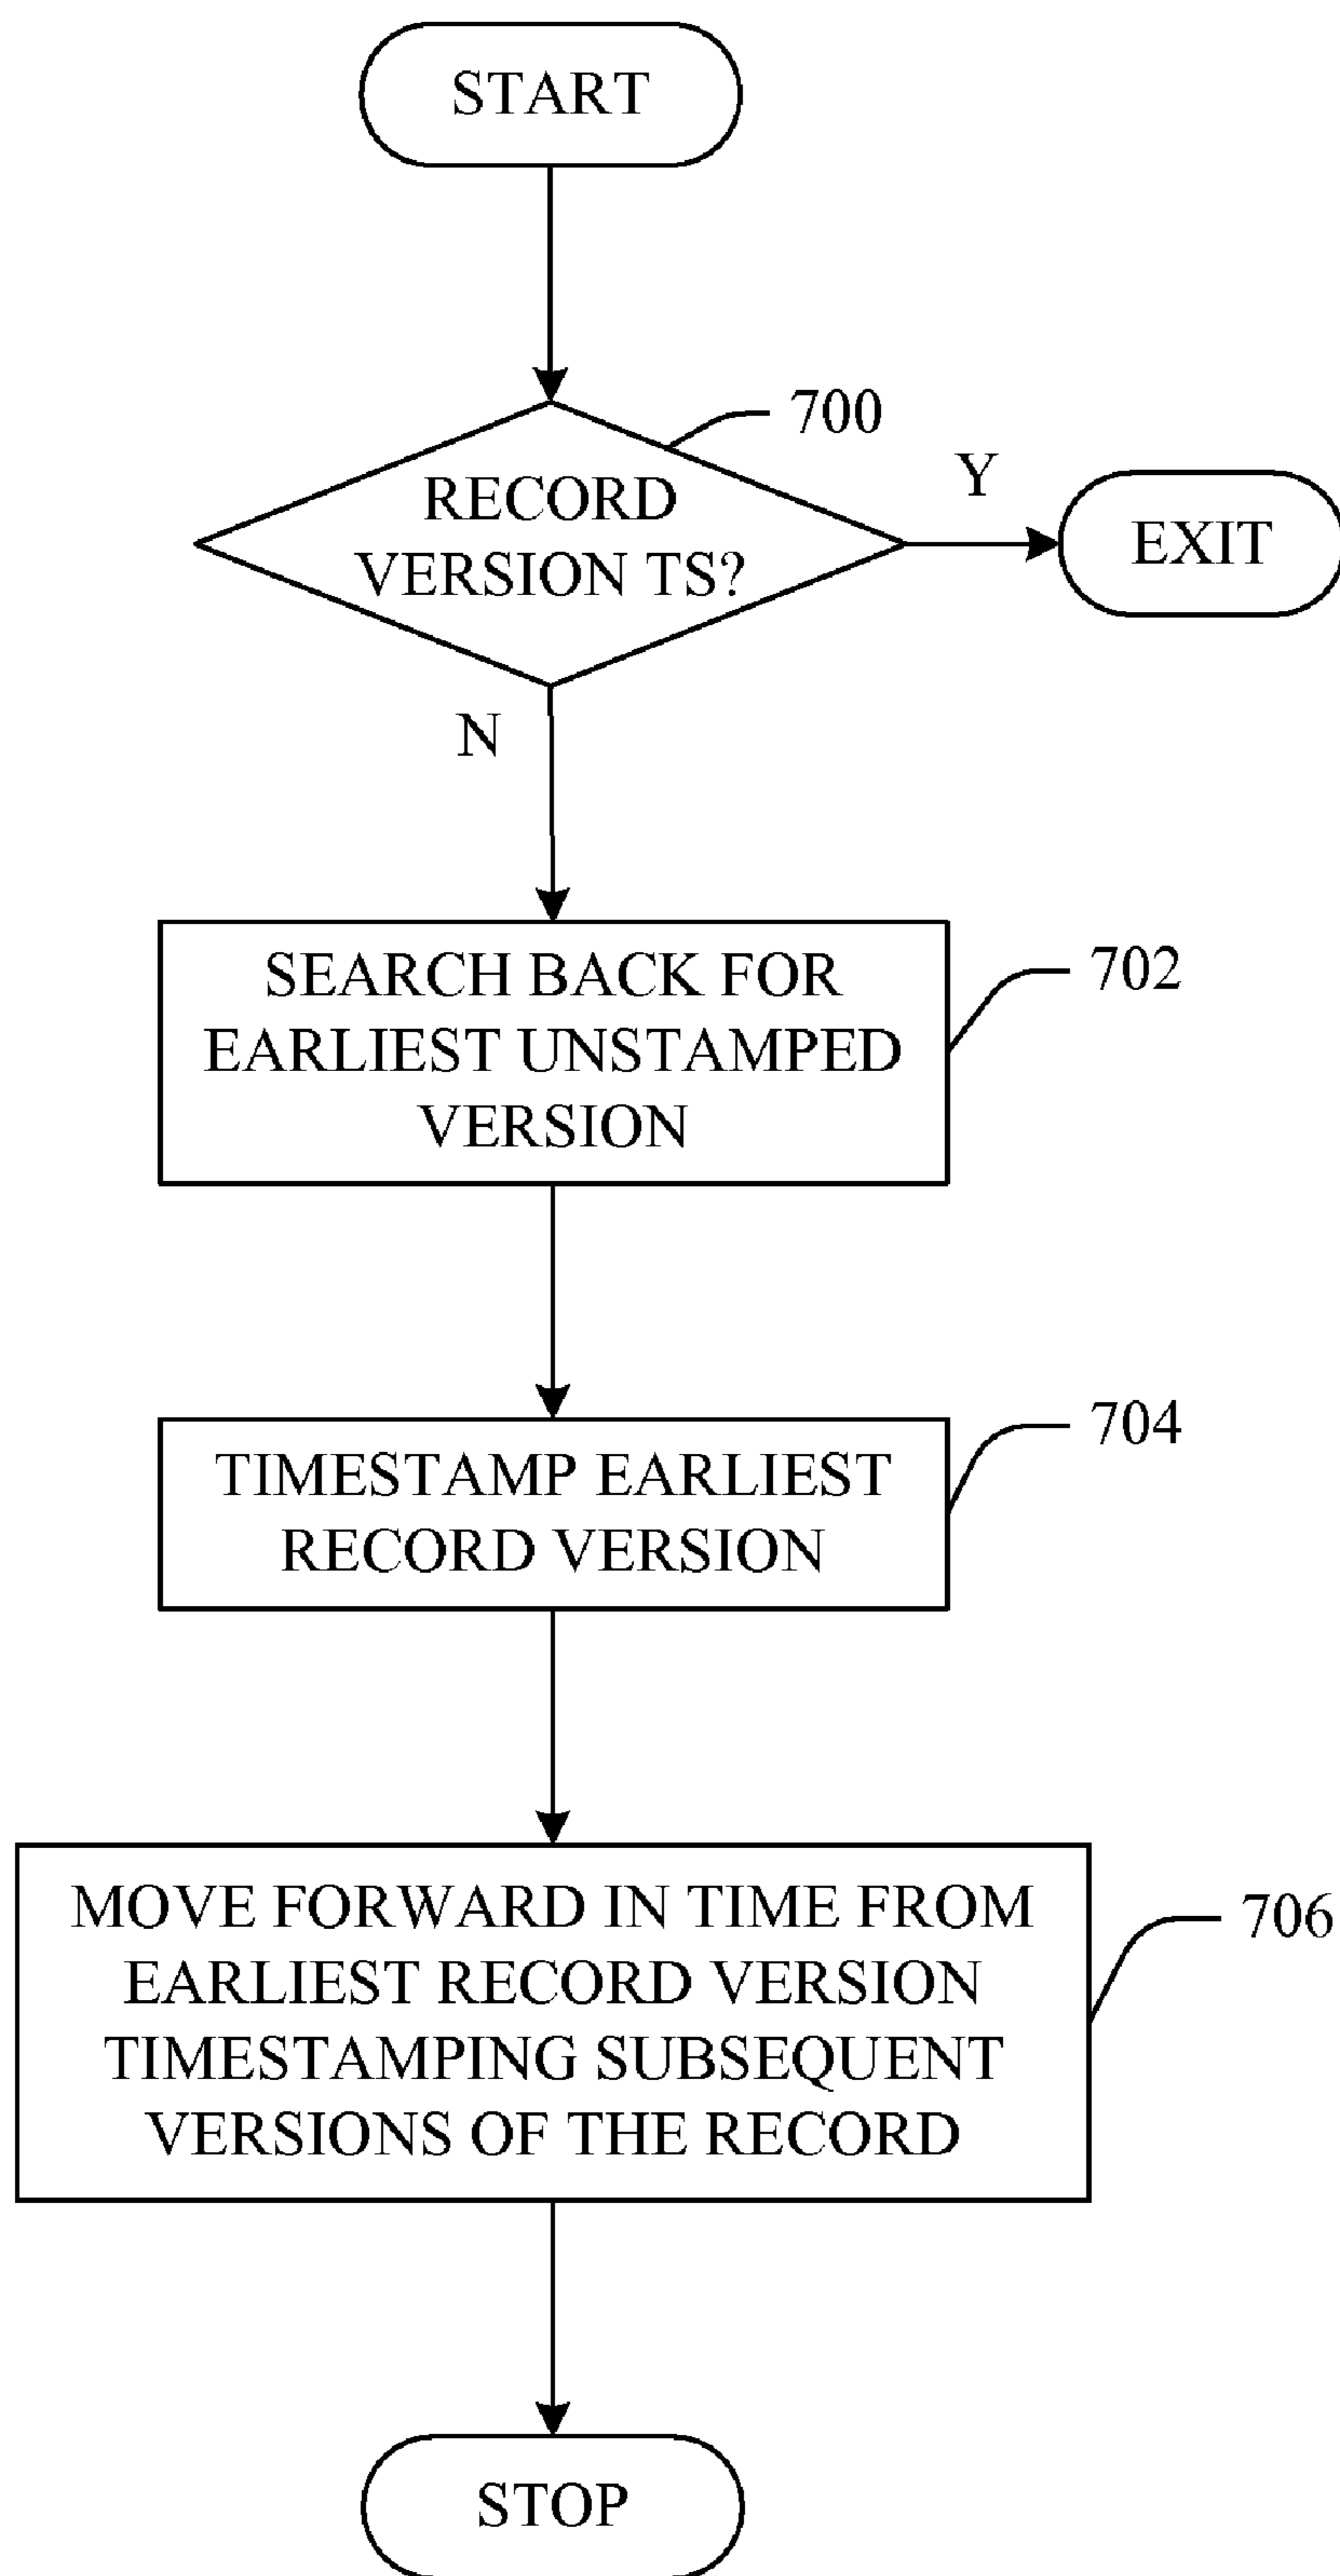 START
700
RECORD
VERSION TS?
Y
EXIT
N
SEARCH BACK FOR
EARLIEST UNSTAMPED
VERSION
702
TIMESTAMP EARLIEST
RECORD VERSION
704
MOVE FORWARD IN TIME FROM
EARLIEST RECORD VERSION
TIMESTAMPING SUBSEQUENT
VERSIONS OF THE RECORD
706
STOP